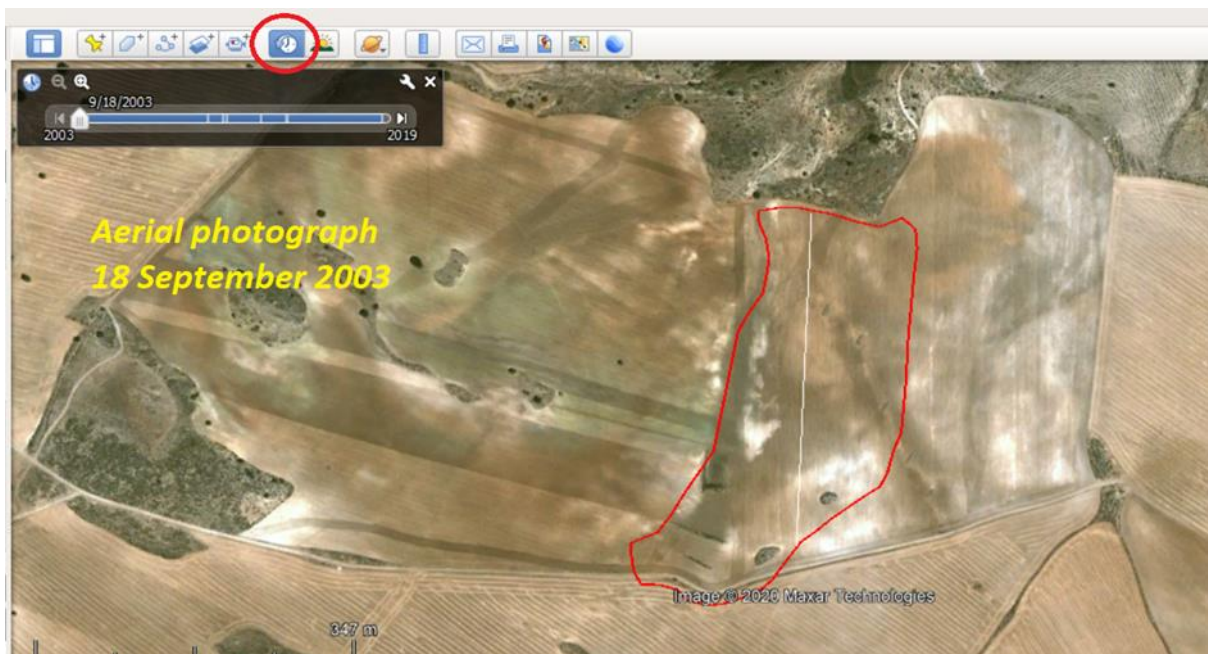 9/18/2003
2003
2019
Aerial photograph
18 September 2003
Image © 2020 Maxar Technologies
347 m